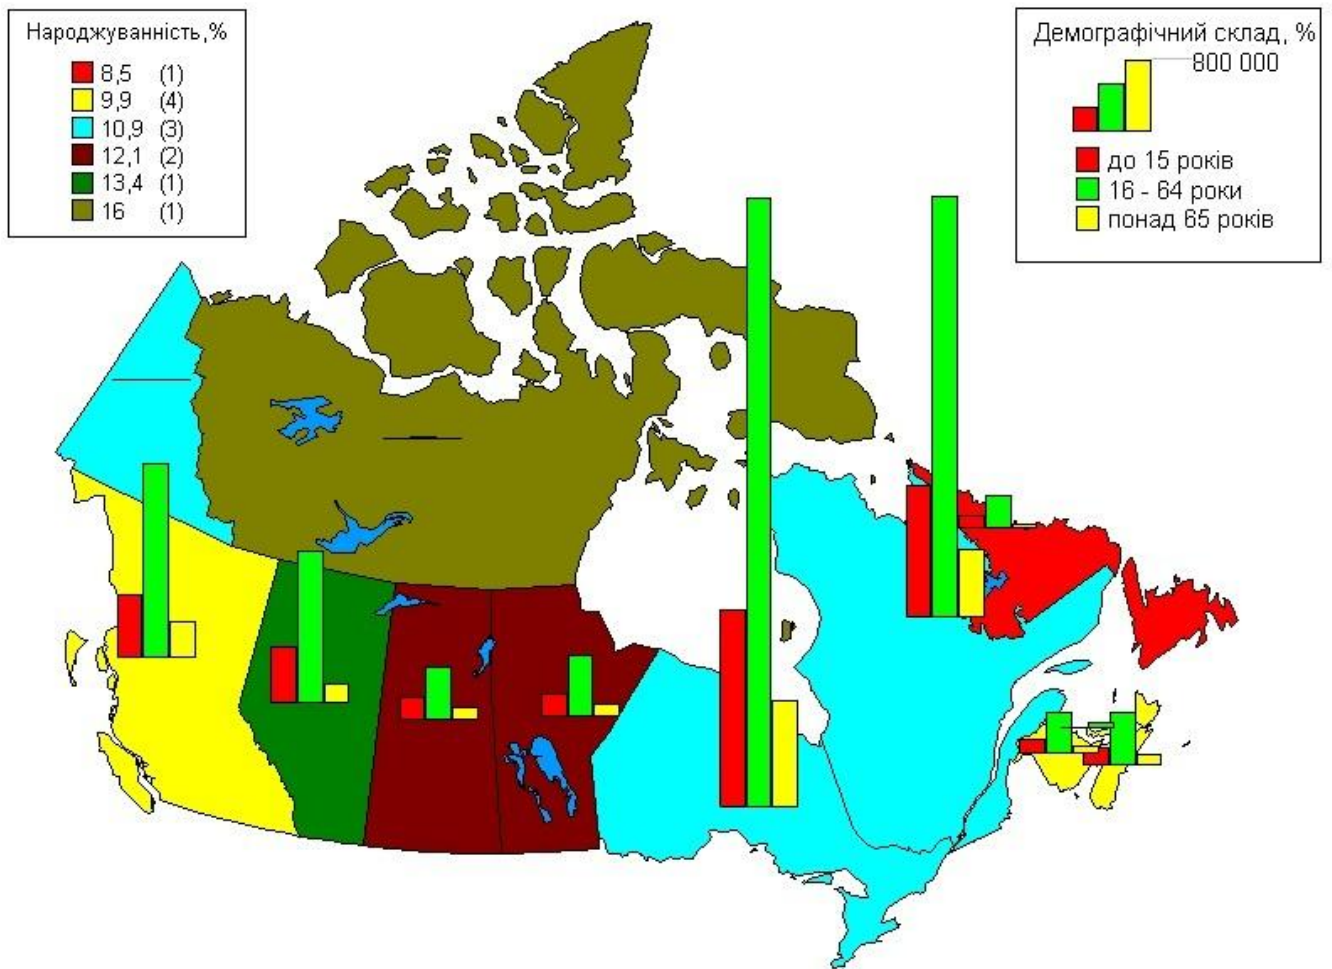 Народжуванність,%
8,5 (1)
9,9 (4)
10,9 (3)
12,1 (2)
13,4 (1)
16 (1)
Демографічний склад, %
800 000
до 15 років
16 - 64 роки
понад 65 років